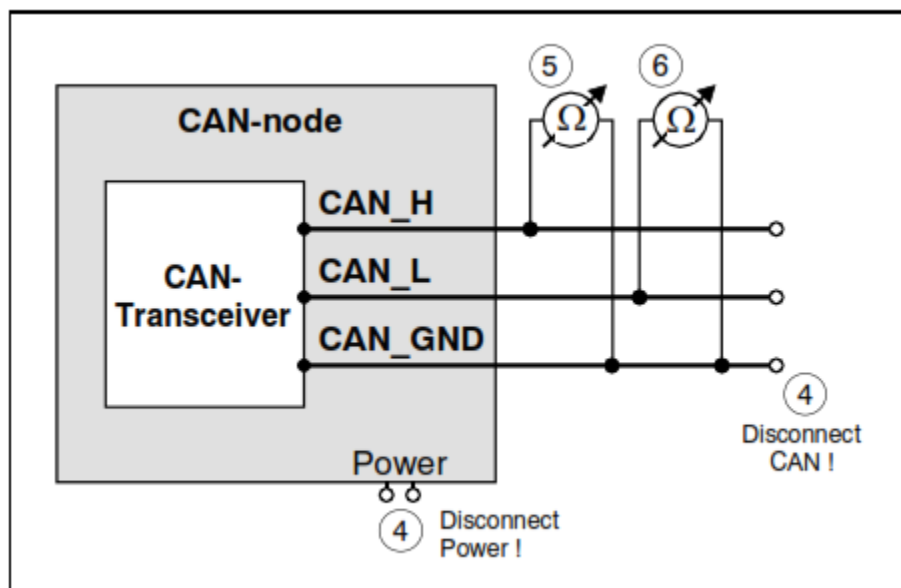 5
6
CAN-node
Ω
Ω
CAN_H
CAN-
Transceiver
CAN_L
CAN_GND
4
Disconnect
CAN !
Power
4
Disconnect
Power !